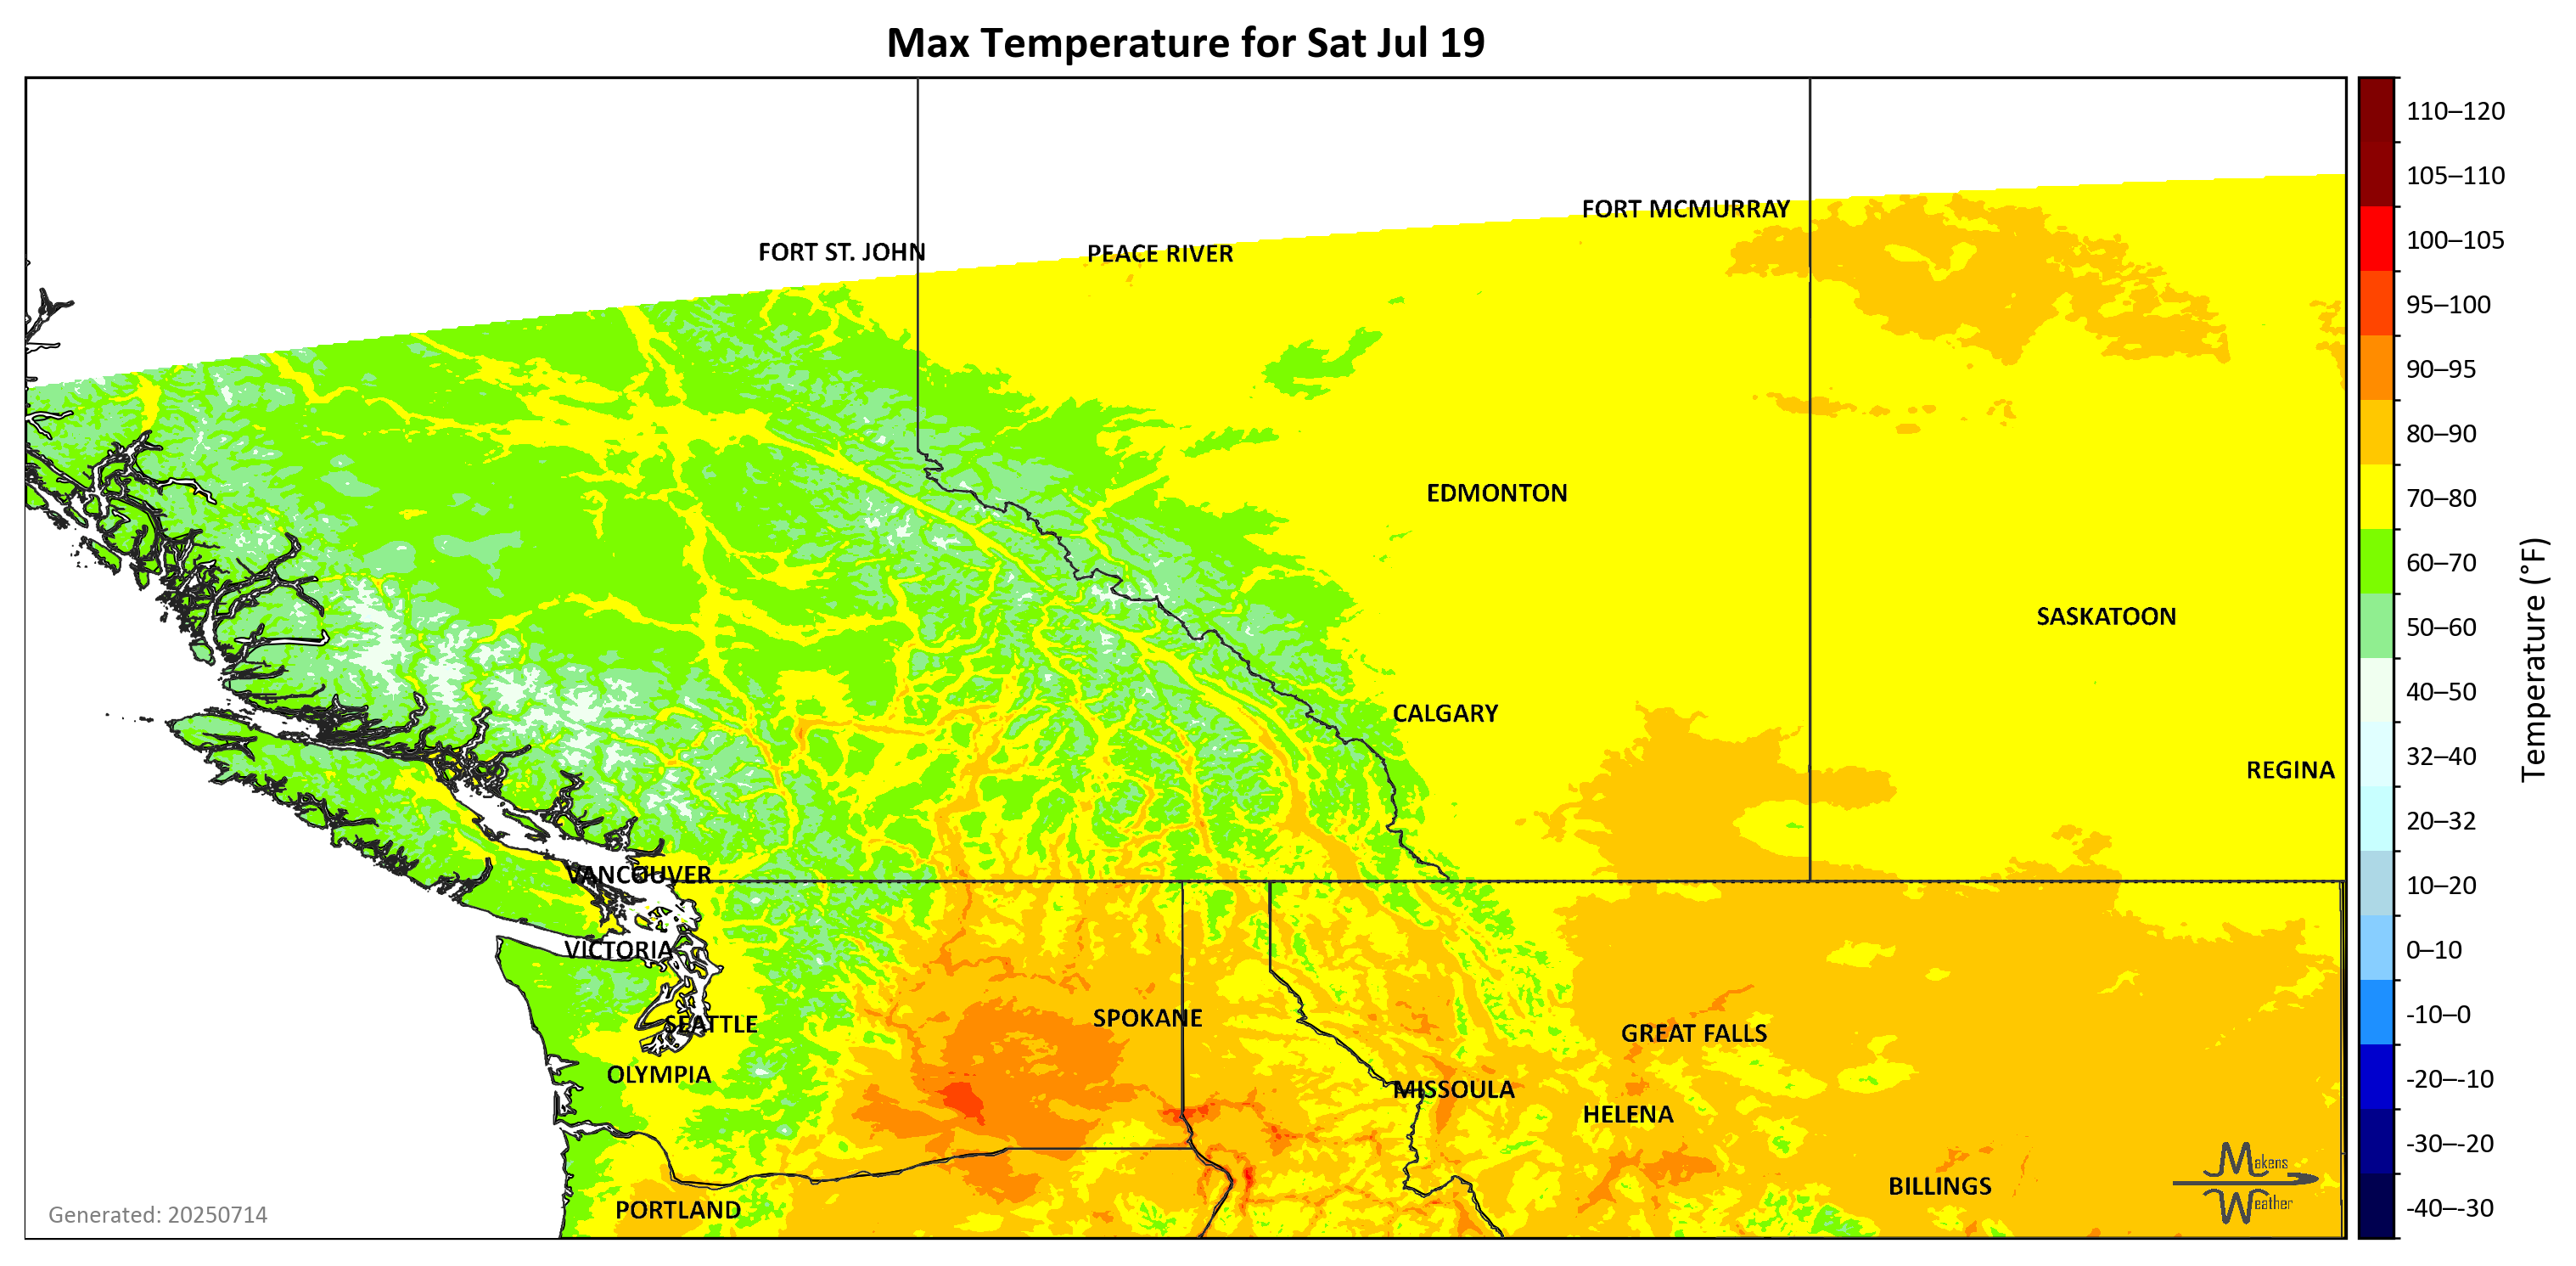 Max Temperature for Sat Jul 19
110–120
105–110
FORT MCMURRAY
100–105
FORT ST. JOHN
PEACE RIVER
95–100
90–95
80–90
EDMONTON
70–80
60–70
SASKATOON
50–60
Temperature (°F)
40–50
CALGARY
32–40
REGINA
20–32
VANCOUVER
10–20
VICTORIA
0–10
SEATTLE
SPOKANE
GREAT FALLS
-10–0
OLYMPIA
MISSOULA
-20–-10
HELENA
-30–-20
Makens
Weather
BILLINGS
PORTLAND
-40–-30
Generated: 20250714